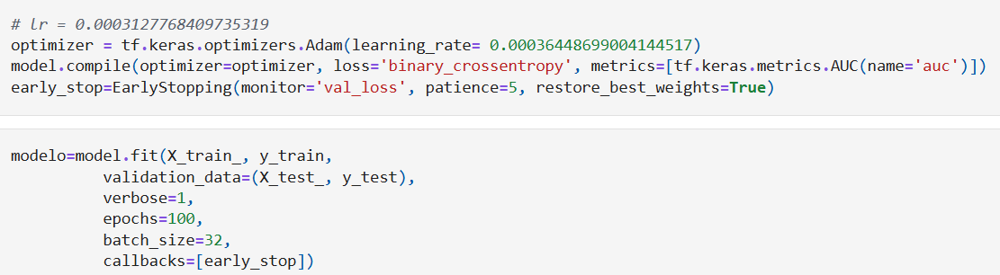 # lr = 0.0003127768409735319
optimizer = tf.keras.optimizers.Adam(learning_rate= 0.00036448699004144517)
model.compile(optimizer=optimizer, loss='binary_crossentropy', metrics=[tf.keras.metrics.AUC(name='auc')])
early_stop=EarlyStopping(monitor='val_loss', patience=5, restore_best_weights=True)
modelo=model.fit(X_train_, y_train,
          validation_data=(X_test_, y_test),
          verbose=1,
          epochs=100,
          batch_size=32,
          callbacks=[early_stop])